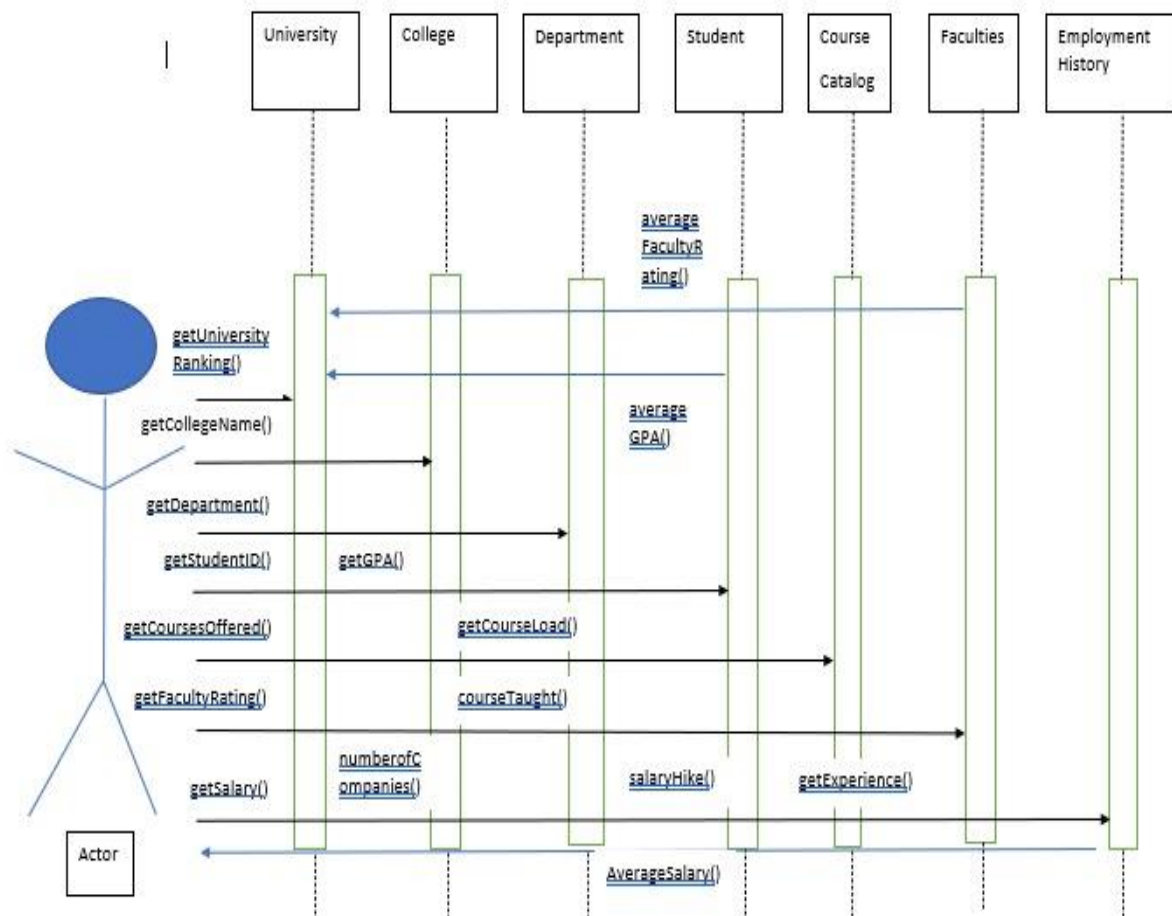 University
College
Department
Student
Course
Catalog
Faculties
Employment
History
average
FacultyR
ating()
getUniversity
Ranking()
getCollegeName()
average
GPA()
getDepartment()
getStudentID()
getGPA()
getCoursesOffered()
getCourseLoad()
getFacultyRating()
courseTaught()
getSalary()
numberofC
ompanies()
salaryHike()
getExperience()
Actor
AverageSalary()